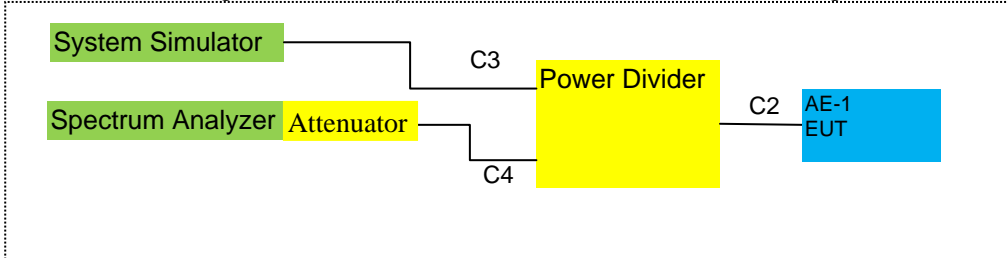 System Simulator
C3
Power Divider
Spectrum Analyzer Attenuator
C2
AE-1
EUT
C4